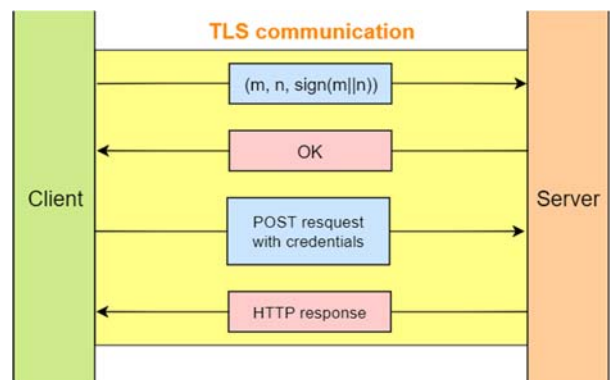 TLS communication
(m, n, sign(m||n))
OK
Client
Server
POST resquest
with credentials
HTTP response